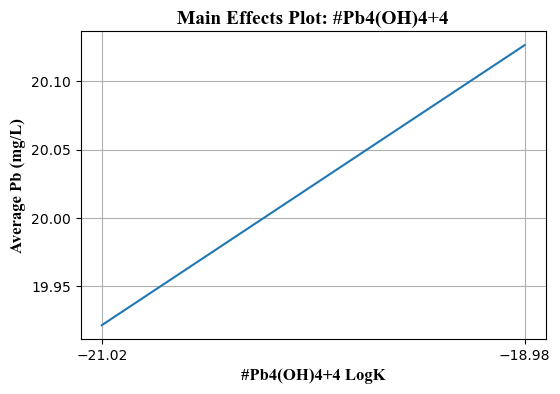 Main Effects Plot: #Pb4(OH)4+4
Average Pb (mg/L)
20.10
20.05
20.00
19.95
−21.02
−18.98
#Pb4(OH)4+4 LogK